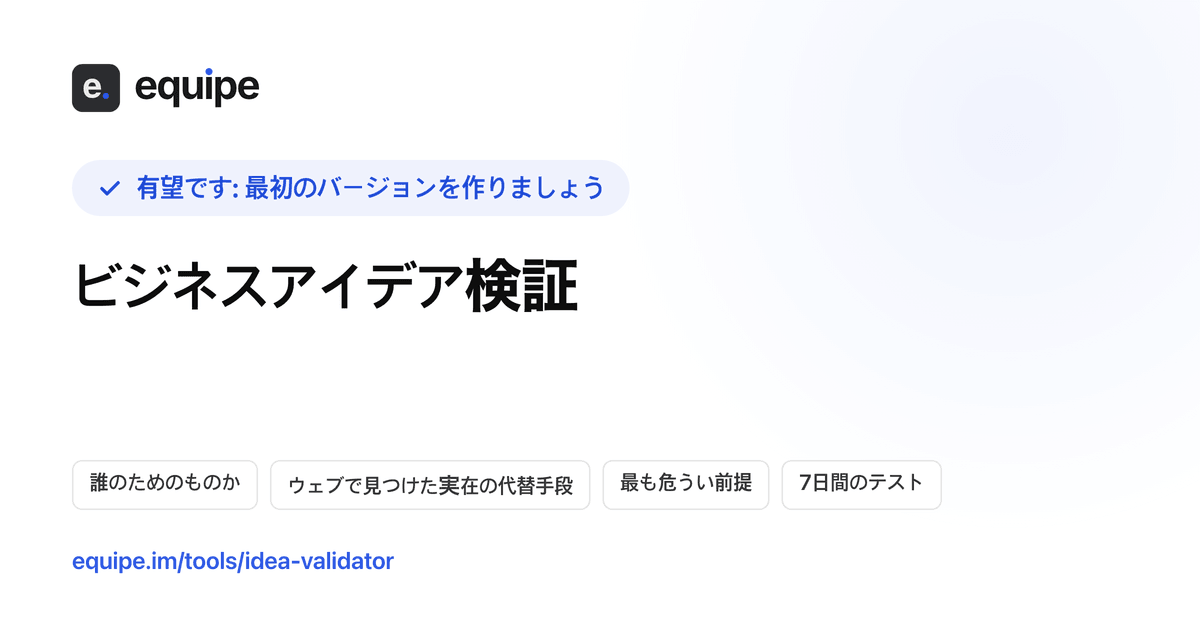 e. equipe
有望です: 最初のバージョンを作りましょう
ビジネスアイデア検証
誰のためのものか ウェブで見つけた実在の代替手段 最も危うい前提 7日間のテスト
equipe.im/tools/idea-validator